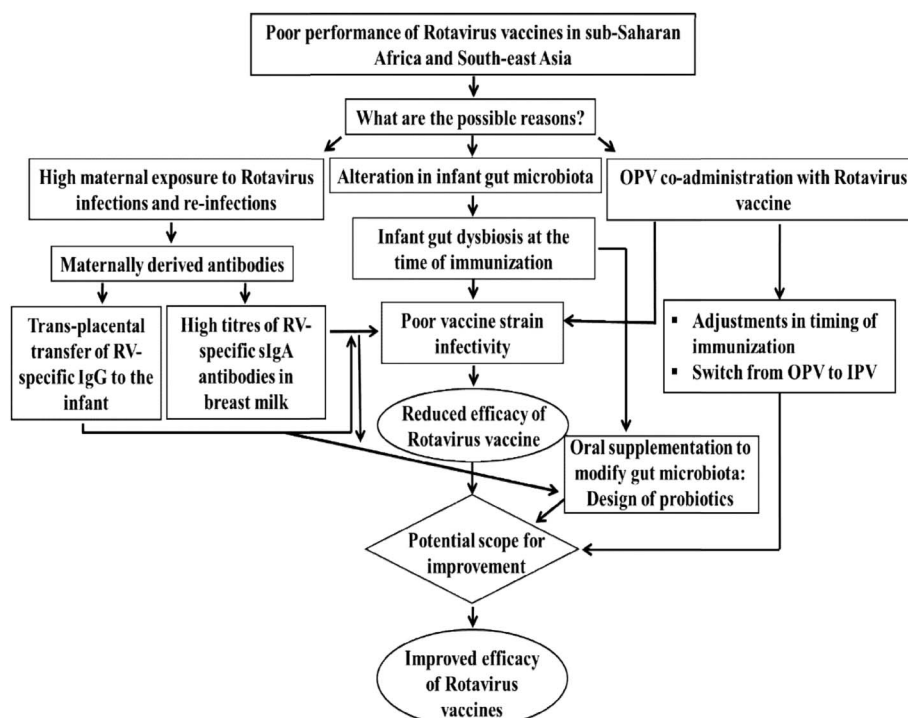 Poor performance of Rotavirus vaccines in sub-Saharan
Africa and South-east Asia
What are the possible reasons?
High maternal exposure to Rotavirus
infections and re-infections
Alteration in infant gut microbiota
OPV co-administration with Rotavirus
vaccine
Maternally derived antibodies
Infant gut dysbiosis at the
time of immunization
Trans-placental
transfer of RV-
specific IgG to the
infant
High titres of RV-
specific sIgA
antibodies in
breast milk
Poor vaccine strain
infectivity
▪ Adjustments in timing of
immunization
▪ Switch from OPV to IPV
Reduced efficacy of
Rotavirus vaccine
Oral supplementation to
modify gut microbiota:
Design of probiotics
Potential scope for
improvement
Improved efficacy
of Rotavirus
vaccines